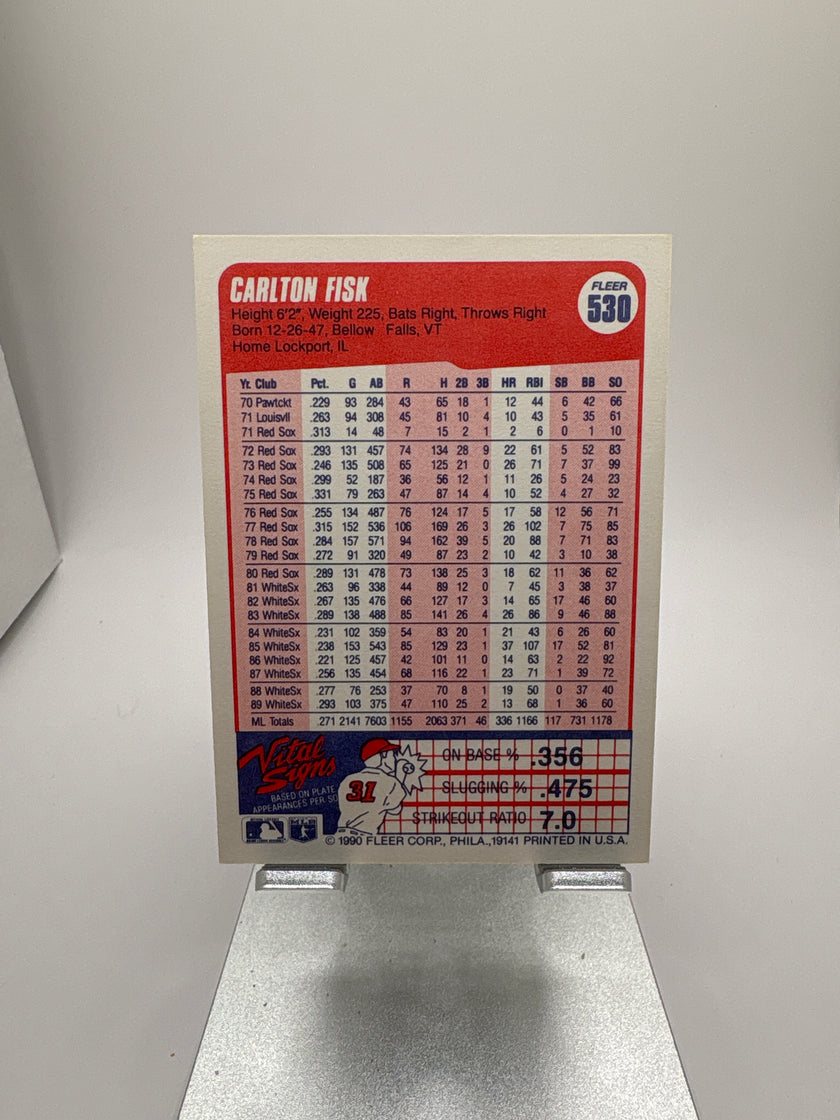 CARLTON FISK
FLEER
530
Height 6'2", Weight 225, Bats Right, Throws Right
Born 12-26-47, Bellow Falls, VT
Home Lockport, IL
Yr. Club Pct. G AB R H 2B 3B HR RBI SB BB SO
70 Pawtckt .229 93 284 43 65 18 1 12 44 6 42 66
71 Louisvll .263 94 308 45 81 10 4 10 43 5 35 61
71 Red Sox .313 14 48 7 15 2 1 2 6 0 1 10
72 Red Sox .293 131 457 74 134 28 9 22 61 5 52 83
73 Red Sox .246 135 508 65 125 21 0 26 71 7 37 99
74 Red Sox .299 52 187 36 56 12 1 11 26 5 24 23
75 Red Sox .331 79 263 47 87 14 4 10 52 4 27 32
76 Red Sox .255 134 487 76 124 17 5 17 58 12 56 71
77 Red Sox .315 152 536 106 169 26 3 26 102 7 75 85
78 Red Sox .284 157 571 94 162 39 5 20 88 7 71 83
79 Red Sox .272 91 320 49 87 23 2 10 42 3 10 38
80 Red Sox .289 131 478 73 138 25 3 18 62 11 36 62
81 WhiteSx .263 96 338 44 89 12 0 7 45 3 38 37
82 WhiteSx .267 135 476 66 127 17 3 14 65 17 46 60
83 WhiteSx .289 138 488 85 141 26 4 26 86 9 46 88
84 WhiteSx .231 102 359 54 83 20 1 21 43 6 26 60
85 WhiteSx .238 153 543 85 129 23 1 37 107 17 52 81
86 WhiteSx .221 125 457 42 101 11 0 14 63 2 22 92
87 WhiteSx .256 135 454 68 116 22 1 23 71 1 39 72
88 WhiteSx .277 76 253 37 70 8 1 19 50 0 37 40
89 WhiteSx .293 103 375 47 110 25 2 13 68 1 36 60
ML Totals .271 2141 7603 1155 2063 371 46 336 1166 117 731 1178
Vital
Signs
BASED ON PLATE
APPEARANCES PER SO
31
ON BASE % .356
SLUGGING % .475
STRIKEOUT RATIO 7.0
© 1990 FLEER CORP., PHILA., 19141 PRINTED IN U.S.A.